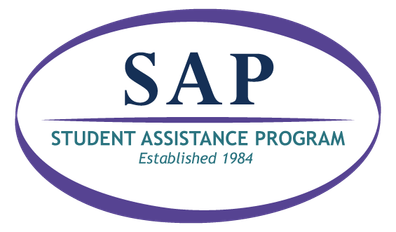 SAP
STUDENT ASSISTANCE PROGRAM
Established 1984